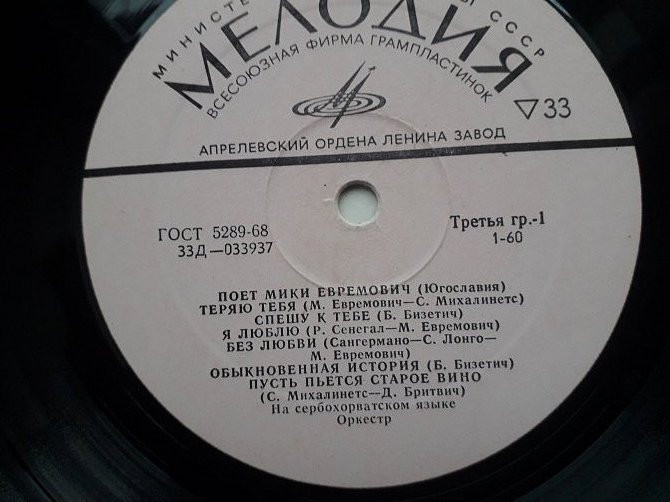 МЕЛОДИЯ
СССР
ВСЕСОЮЗНАЯ ФИРМА ГРАМПЛАСТИНОК
33
АПРЕЛЕВСКИЙ ОРДЕНА ЛЕНИНА ЗАВОД
ГОСТ 5289-68
33Д—033937
Третья гр.-1
1-60
ПОЕТ МИКИ ЕВРЕМОВИЧ (Югославия)
ТЕРЯЮ ТЕБЯ (М. Евремович—С. Михалинетс)
СПЕШУ К ТЕБЕ (Б. Бизетич)
Я ЛЮБЛЮ (Р. Сенегал—М. Евремович)
БЕЗ ЛЮБВИ (Сангермано—С. Лонго—
М. Евремович)
ОБЫКНОВЕННАЯ ИСТОРИЯ (Б. Бизетич)
ПУСТЬ ПЬЕТСЯ СТАРОЕ ВИНО
(С. Михалинетс—Д. Бритвич)
На сербохорватском языке
Оркестр